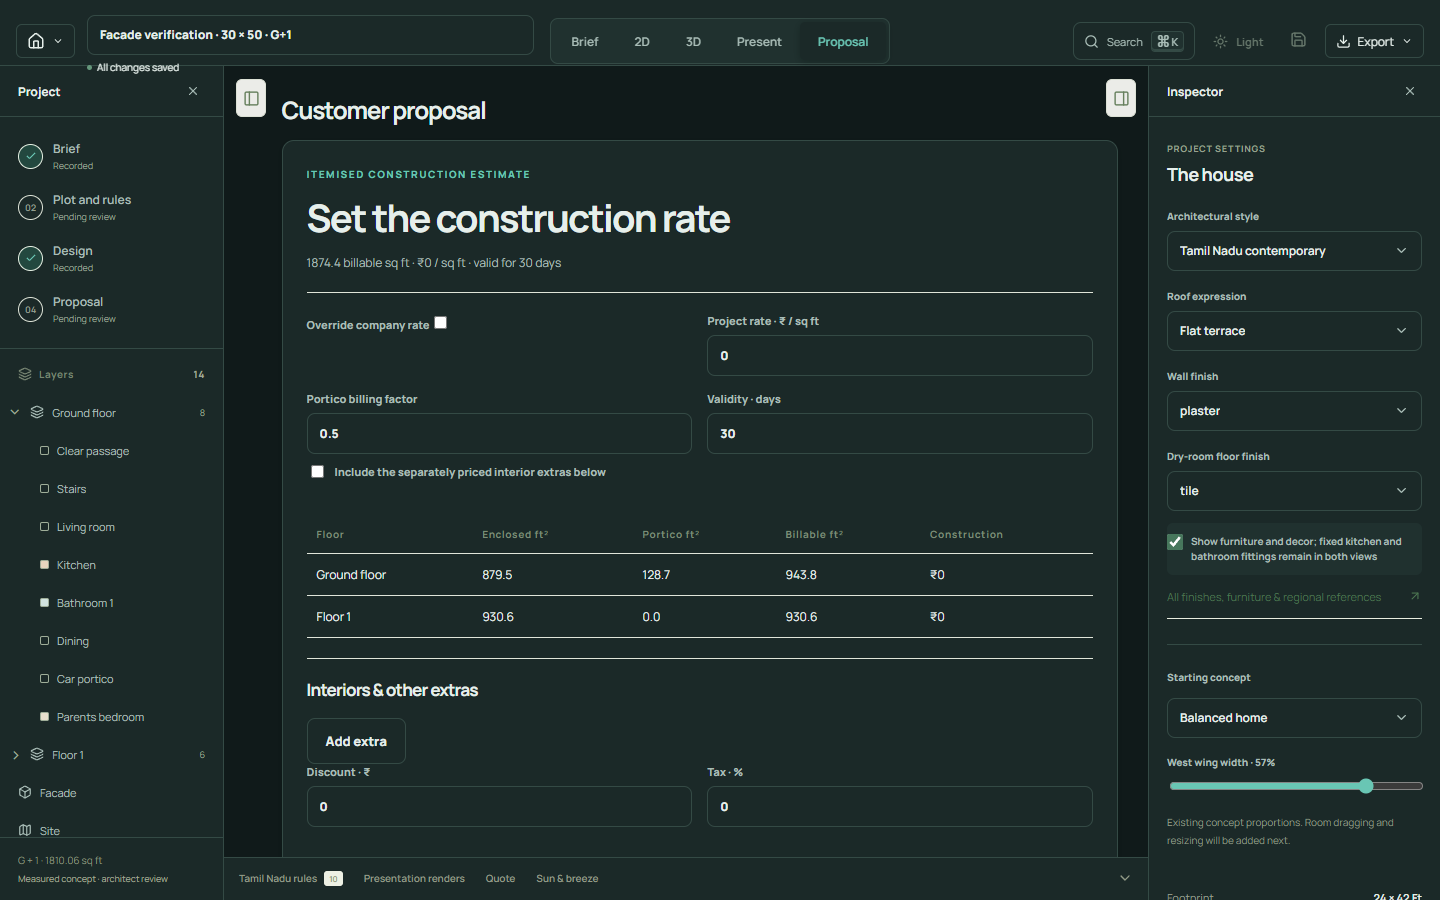 Facade verification · 30 × 50 · G+1
All changes saved
Brief
2D
3D
Present
Proposal
Search
⌘ K
Light
Export
Project
Brief
Recorded
02
Plot and rules
Pending review
Design
Recorded
04
Proposal
Pending review
Layers
14
Ground floor
8
Clear passage
Stairs
Living room
Kitchen
Bathroom 1
Dining
Car portico
Parents bedroom
Floor 1
6
Facade
Site
G + 1 · 1810.06 sq ft
Measured concept · architect review
Customer proposal
ITEMISED CONSTRUCTION ESTIMATE
Set the construction rate
1874.4 billable sq ft · ₹0 / sq ft · valid for 30 days
Override company rate
Project rate · ₹ / sq ft
0
Portico billing factor
0.5
Validity · days
30
Include the separately priced interior extras below
Floor Enclosed ft² Portico ft² Billable ft² Construction
Ground floor 879.5 128.7 943.8 ₹0
Floor 1 930.6 0.0 930.6 ₹0
Interiors & other extras
Add extra
Discount · ₹
0
Tax · %
0
Tamil Nadu rules
10
Presentation renders
Quote
Sun & breeze
Inspector
PROJECT SETTINGS
The house
Architectural style
Tamil Nadu contemporary
Roof expression
Flat terrace
Wall finish
plaster
Dry-room floor finish
tile
Show furniture and decor; fixed kitchen and
bathroom fittings remain in both views
All finishes, furniture & regional references
Starting concept
Balanced home
West wing width · 57%
Existing concept proportions. Room dragging and
resizing will be added next.
Footprint
24 × 42 Ft